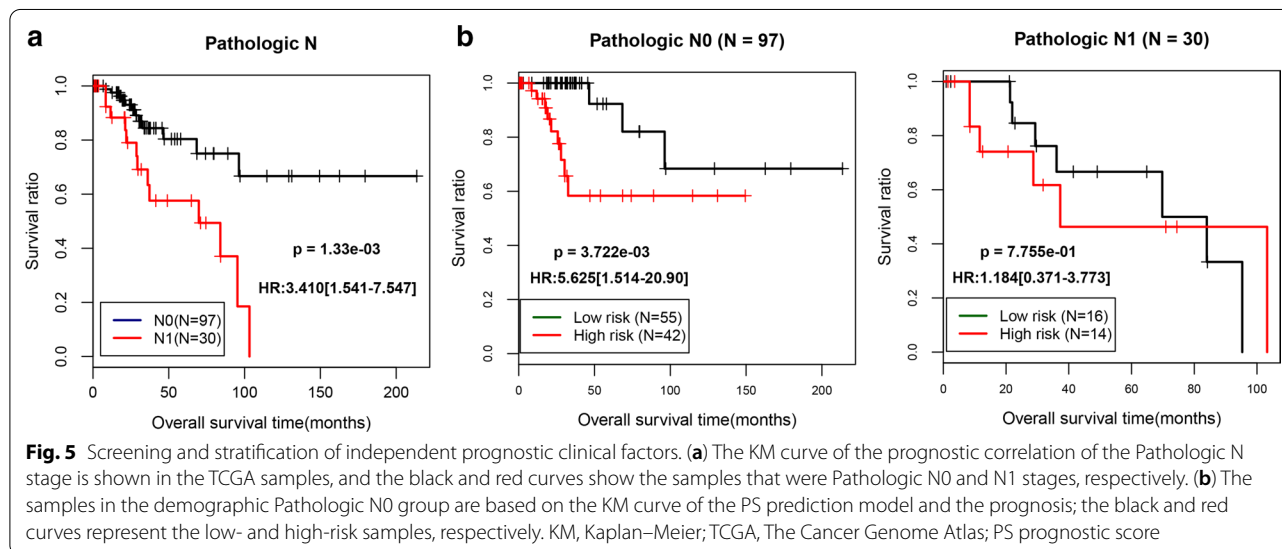 a
Pathologic N
Survival ratio
1.0
0.8
0.6
0.4
0.2
0.0
p = 1.33e-03
HR:3.410[1.541-7.547]
N0(N=97)
N1(N=30)
0 50 100 150 200
Overall survival time(months)
b
Pathologic N0 (N = 97)
Survival ratio
1.0
0.8
0.6
0.4
0.2
0.0
p = 3.722e-03
HR:5.625[1.514-20.90]
Low risk (N=55)
High risk (N=42)
0 50 100 150 200
Overall survival time(months)
Pathologic N1 (N = 30)
Survival ratio
1.0
0.8
0.6
0.4
0.2
0.0
p = 7.755e-01
HR:1.184[0.371-3.773]
Low risk (N=16)
High risk (N=14)
0 20 40 60 80 100
Overall survival time(months)
Fig. 5 Screening and stratification of independent prognostic clinical factors. (a) The KM curve of the prognostic correlation of the Pathologic N
stage is shown in the TCGA samples, and the black and red curves show the samples that were Pathologic N0 and N1 stages, respectively. (b) The
samples in the demographic Pathologic N0 group are based on the KM curve of the PS prediction model and the prognosis; the black and red
curves represent the low- and high-risk samples, respectively. KM, Kaplan–Meier; TCGA, The Cancer Genome Atlas; PS prognostic score